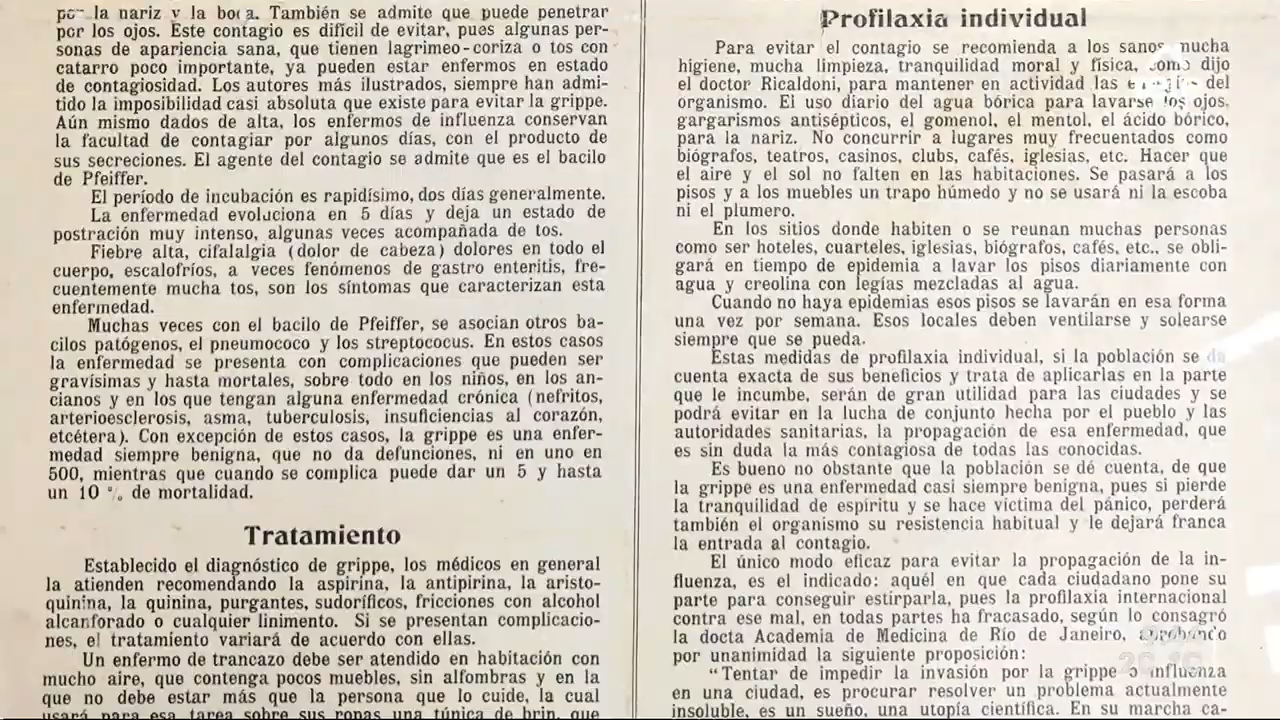 por la nariz y la boca. También se admite que puede penetrar
por los ojos. Este contagio es difícil de evitar, pues algunas per-
sonas de apariencia sana, que tienen lagrimeo-coriza o tos con
catarro poco importante, ya pueden estar enfermos en estado
de contagiosidad. Los autores más ilustrados, siempre han admi-
tido la imposibilidad casi absoluta que existe para evitar la grippe.
Aún mismo dados de alta, los enfermos de influenza conservan
la facultad de contagiar por algunos días, con el producto de
sus secreciones. El agente del contagio se admite que es el bacilo
de Pfeiffer.
El período de incubación es rapidísimo, dos días generalmente.
La enfermedad evoluciona en 5 días y deja un estado de
postración muy intenso, algunas veces acompañada de tos.
Fiebre alta, cifalalgia (dolor de cabeza) dolores en todo el
cuerpo, escalofríos, a veces fenómenos de gastro enteritis, fre-
cuentemente mucha tos, son los síntomas que caracterizan esta
enfermedad.
Muchas veces con el bacilo de Pfeiffer, se asocian otros ba-
cilos patógenos, el pneumococo y los streptococus. En estos casos
la enfermedad se presenta con complicaciones que pueden ser
gravísimas y hasta mortales, sobre todo en los niños, en los an-
cianos y en los que tengan alguna enfermedad crónica (nefritos,
arterioesclerosis, asma, tuberculosis, insuficiencias al corazón,
etcétera). Con excepción de estos casos, la grippe es una enfer-
medad siempre benigna, que no da defunciones, ni en uno en
500, mientras que cuando se complica puede dar un 5 y hasta
un 10 % de mortalidad.
Tratamiento
Establecido el diagnóstico de grippe, los médicos en general
la atienden recomendando la aspirina, la antipirina, la aristo-
quinina, la quinina, purgantes, sudoríficos, fricciones con alcohol
alcanforado o cualquier linimento. Si se presentan complicacio-
nes, el tratamiento variará de acuerdo con ellas.
Un enfermo de trancazo debe ser atendido en habitación con
mucho aire, que contenga pocos muebles, sin alfombras y en la
que no debe estar más que la persona que lo cuide, la cual
usará para esa tarea sobre sus ropas una túnica de brin, que
Profilaxia individual
Para evitar el contagio se recomienda a los sanos mucha
higiene, mucha limpieza, tranquilidad moral y física, como dijo
el doctor Ricaldoni, para mantener en actividad las del
organismo. El uso diario del agua bórica para lavarse los ojos,
gargarismos antisépticos, el gomenol, el mentol, el ácido bórico,
para la nariz. No concurrir a lugares muy frecuentados como
biógrafos, teatros, casinos, clubs, cafés, iglesias, etc. Hacer que
el aire y el sol no falten en las habitaciones. Se pasará a los
pisos y a los muebles un trapo húmedo y no se usará ni la escoba
ni el plumero.
En los sitios donde habiten o se reunan muchas personas
como ser hoteles, cuarteles, iglesias, biógrafos, cafés, etc., se obli-
gará en tiempo de epidemia a lavar los pisos diariamente con
agua y creolina con legías mezcladas al agua.
Cuando no haya epidemias esos pisos se lavarán en esa forma
una vez por semana. Esos locales deben ventilarse y solearse
siempre que se pueda.
Estas medidas de profilaxia individual, si la población se da
cuenta exacta de sus beneficios y trata de aplicarlas en la parte
que le incumbe, serán de gran utilidad para las ciudades y se
podrá evitar en la lucha de conjunto hecha por el pueblo y las
autoridades sanitarias, la propagación de esa enfermedad, que
es sin duda la más contagiosa de todas las conocidas.
Es bueno no obstante que la población se dé cuenta, de que
la grippe es una enfermedad casi siempre benigna, pues si pierde
la tranquilidad de espíritu y se hace víctima del pánico, perderá
también el organismo su resistencia habitual y le dejará franca
la entrada al contagio.
El único modo eficaz para evitar la propagación de la in-
fluenza, es el indicado: aquél en que cada ciudadano pone su
parte para conseguir estirparla, pues la profilaxia internacional
contra ese mal, en todas partes ha fracasado, según lo consagró
la docta Academia de Medicina de Río de Janeiro,
por unanimidad la siguiente proposición:
"Tentar de impedir la invasión por la grippe o influenza
en una ciudad, es procurar resolver un problema actualmente
insoluble, es un sueño, una utopía científica. En su marcha ca-